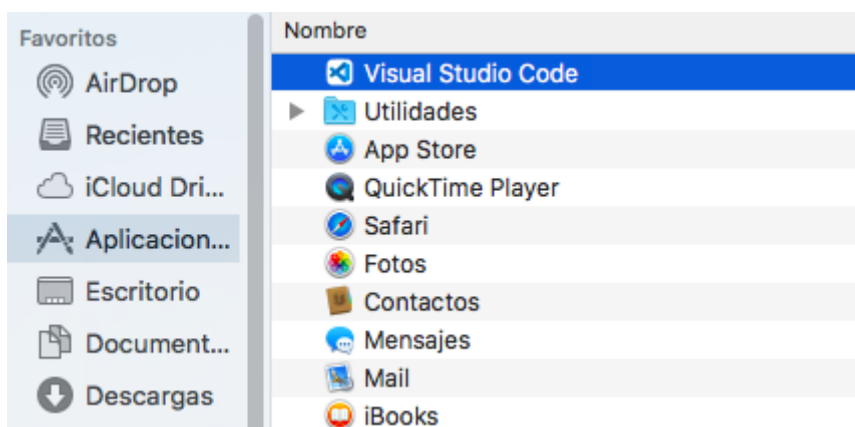 Favoritos
AirDrop
Recientes
iCloud Dri...
Aplicacion...
Escritorio
Document...
Descargas
Nombre
Visual Studio Code
Utilidades
App Store
QuickTime Player
Safari
Fotos
Contactos
Mensajes
Mail
iBooks